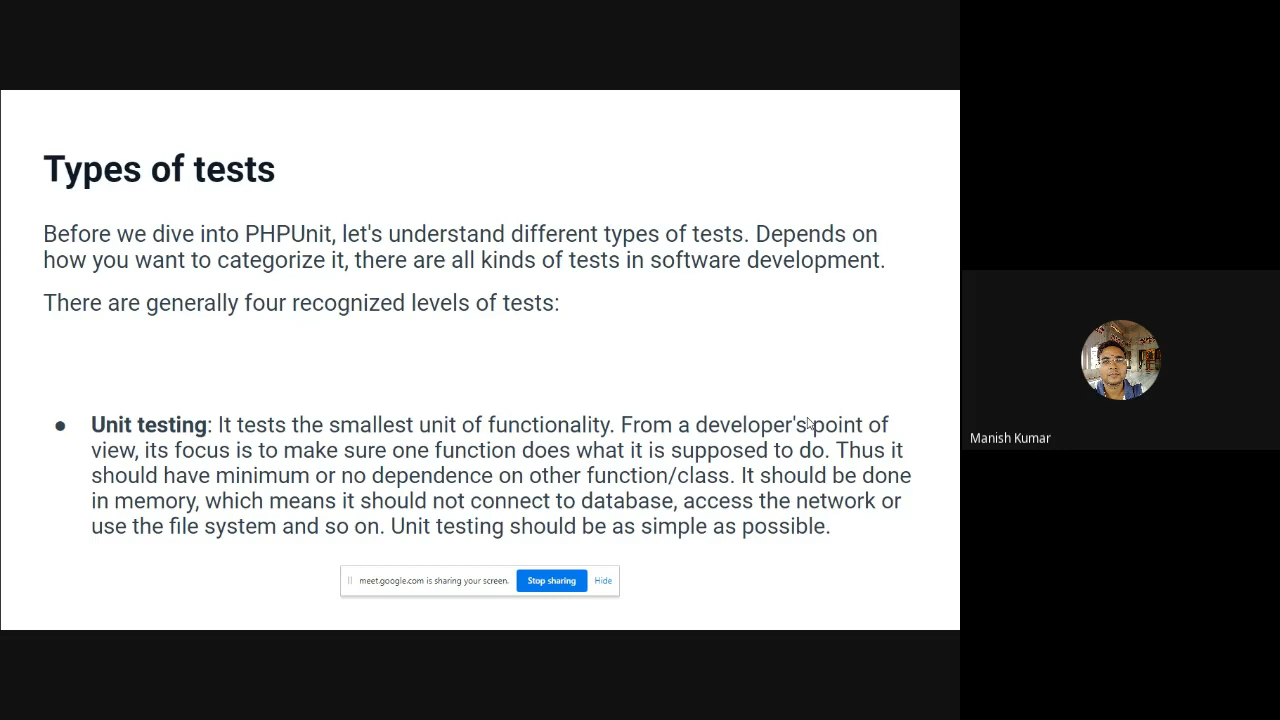 Types of tests
Before we dive into PHPUnit, let's understand different types of tests. Depends on
how you want to categorize it, there are all kinds of tests in software development.
There are generally four recognized levels of tests:
● Unit testing: It tests the smallest unit of functionality. From a developer's point of
view, its focus is to make sure one function does what it is supposed to do. Thus it
should have minimum or no dependence on other function/class. It should be done
in memory, which means it should not connect to database, access the network or
use the file system and so on. Unit testing should be as simple as possible.
meet.google.com is sharing your screen. Stop sharing Hide
Manish Kumar